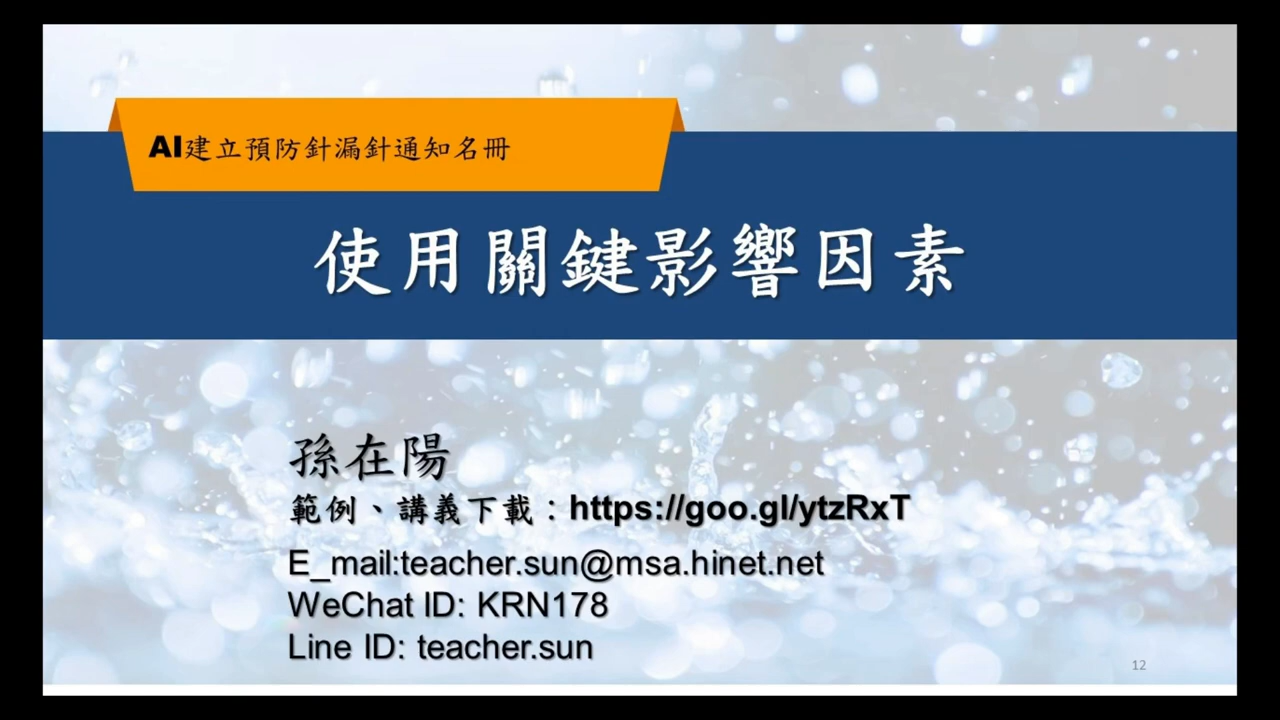 AI建立預防針漏針通知名冊
使用關鍵影響因素
孫在陽
範例、講義下載：https://goo.gl/ytzRxT
E_mail:teacher.sun@msa.hinet.net
WeChat ID: KRN178
Line ID: teacher.sun
12